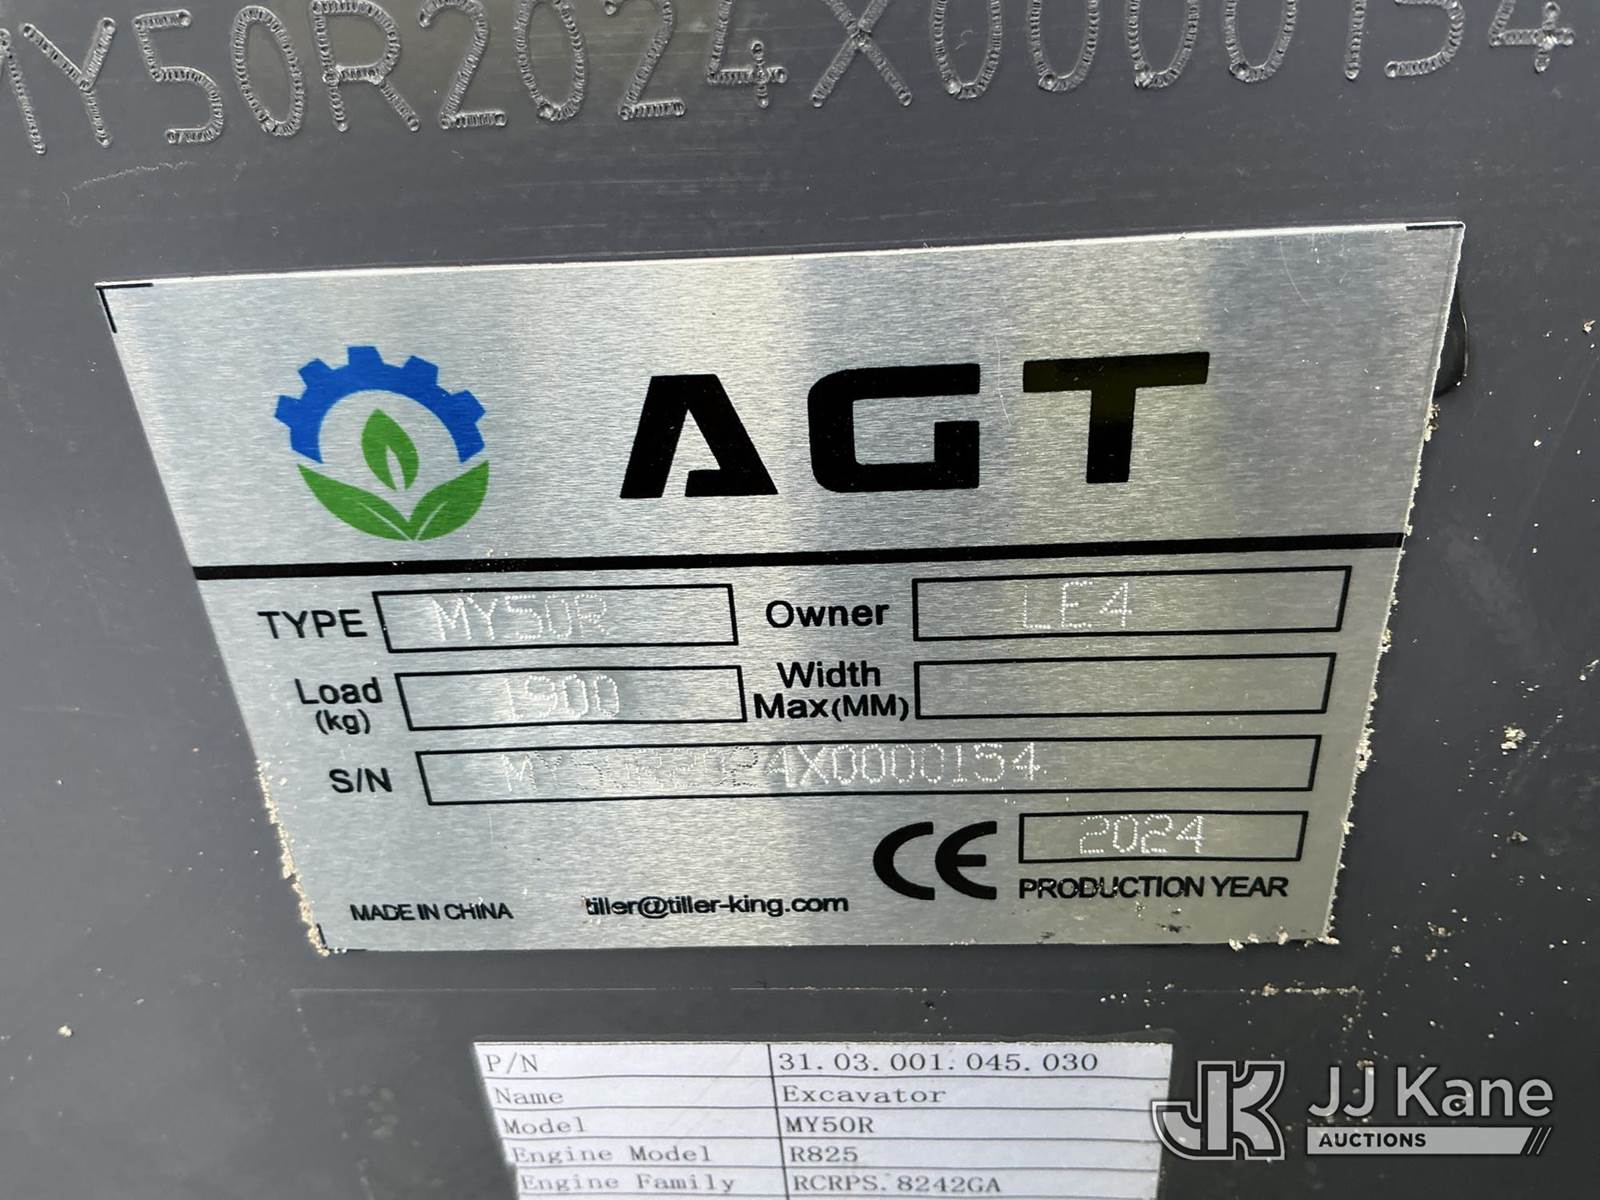 MY50R2024X0000154
AGT
TYPE MY50R Owner LE4
Load (kg) 1900 Width Max(MM)
S/N MY50R2024X0000154
CE 2024
PRODUCTION YEAR
MADE IN CHINA tiller@tiller-king.com
P/N 31.03.001.045.030
Name Excavator
Model MY50R
Engine Model R825
Engine Family RCRPS.8242GA
JK JJ Kane
AUCTIONS